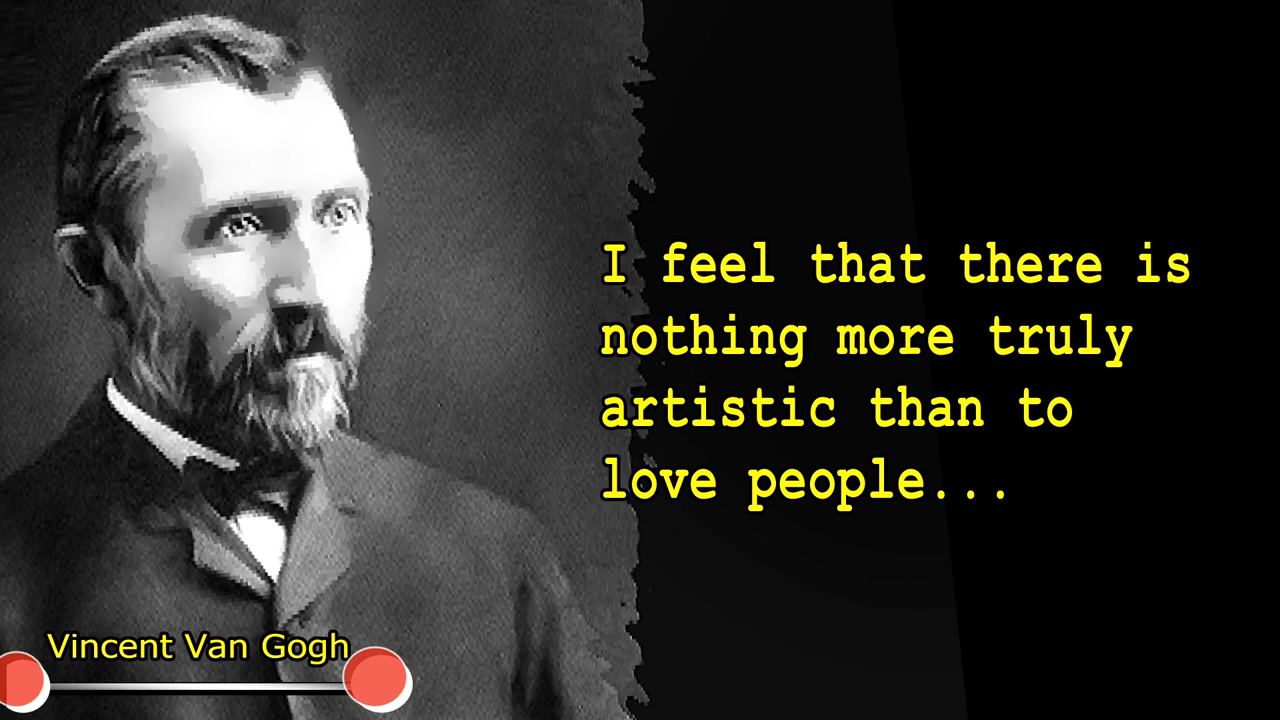 I feel that there is
nothing more truly
artistic than to
love people...
Vincent Van Gogh